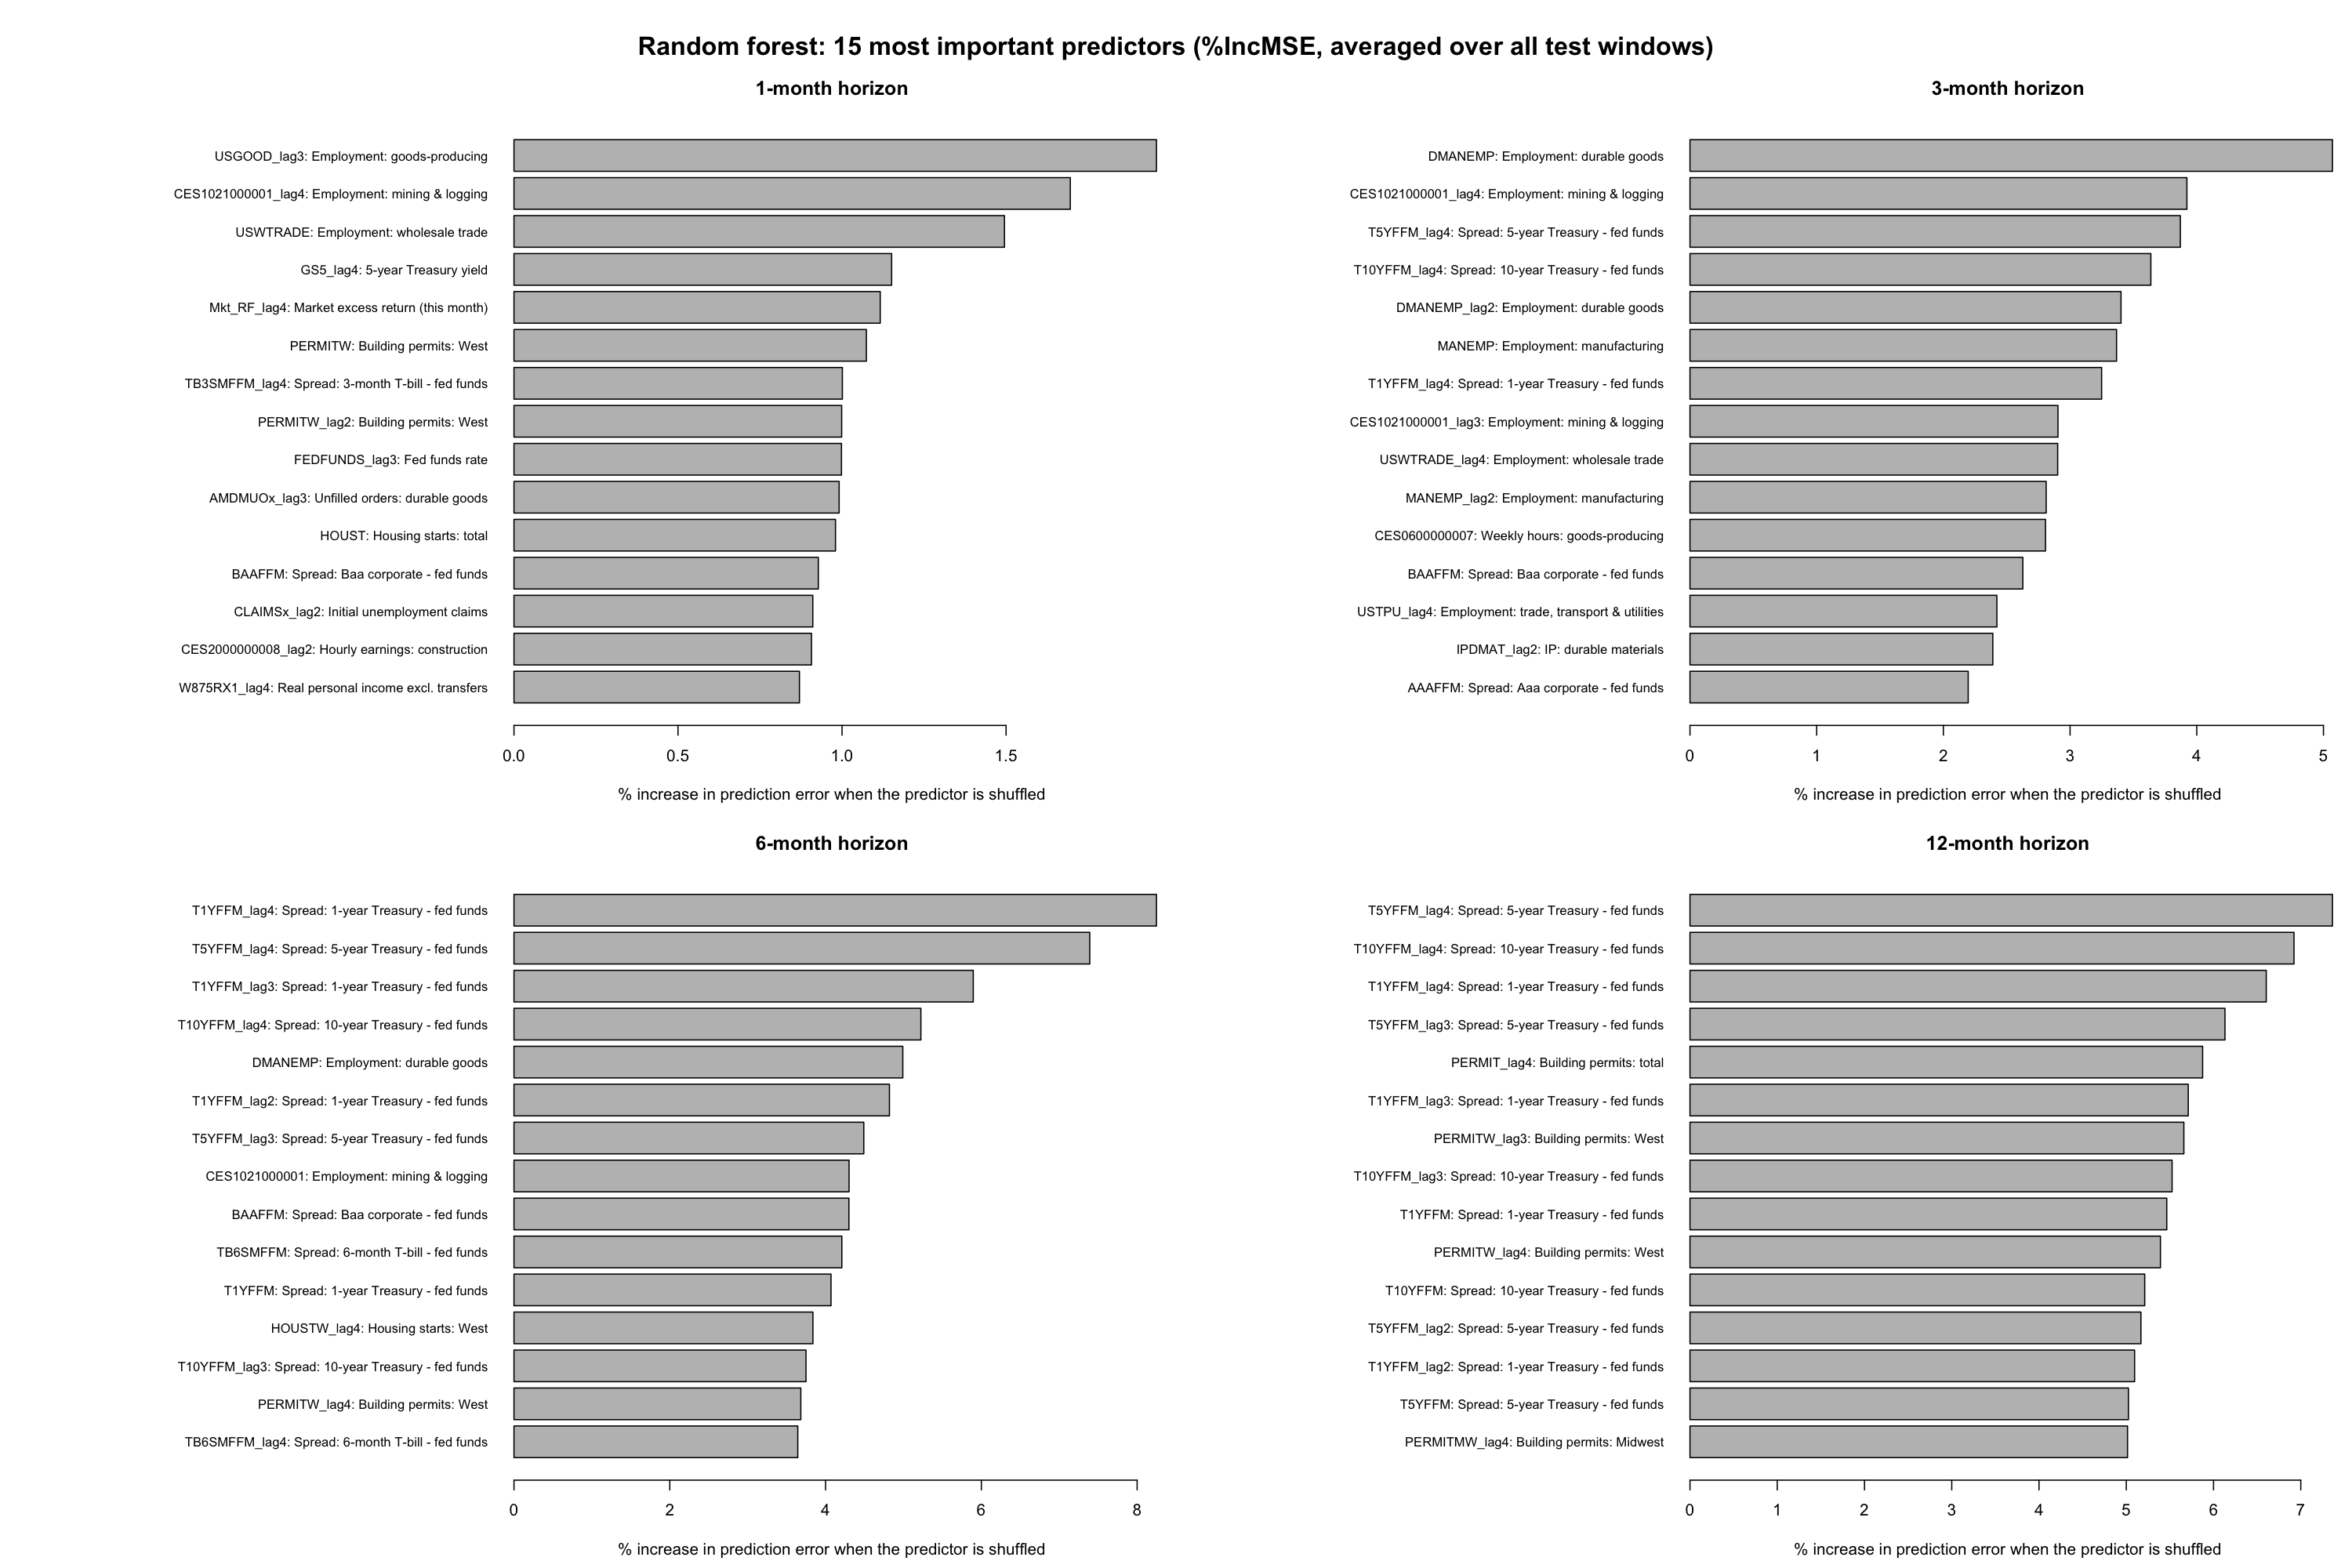 Random forest: 15 most important predictors (%IncMSE, averaged over all test windows)
1-month horizon
USGOOD_lag3: Employment: goods-producing
CES1021000001_lag4: Employment: mining & logging
USWTRADE: Employment: wholesale trade
GS5_lag4: 5-year Treasury yield
Mkt_RF_lag4: Market excess return (this month)
PERMITW: Building permits: West
TB3SMFFM_lag4: Spread: 3-month T-bill - fed funds
PERMITW_lag2: Building permits: West
FEDFUNDS_lag3: Fed funds rate
AMDMUOx_lag3: Unfilled orders: durable goods
HOUST: Housing starts: total
BAAFFM: Spread: Baa corporate - fed funds
CLAIMSx_lag2: Initial unemployment claims
CES2000000008_lag2: Hourly earnings: construction
W875RX1_lag4: Real personal income excl. transfers
0.0 0.5 1.0 1.5
% increase in prediction error when the predictor is shuffled
3-month horizon
DMANEMP: Employment: durable goods
CES1021000001_lag4: Employment: mining & logging
T5YFFM_lag4: Spread: 5-year Treasury - fed funds
T10YFFM_lag4: Spread: 10-year Treasury - fed funds
DMANEMP_lag2: Employment: durable goods
MANEMP: Employment: manufacturing
T1YFFM_lag4: Spread: 1-year Treasury - fed funds
CES1021000001_lag3: Employment: mining & logging
USWTRADE_lag4: Employment: wholesale trade
MANEMP_lag2: Employment: manufacturing
CES0600000007: Weekly hours: goods-producing
BAAFFM: Spread: Baa corporate - fed funds
USTPU_lag4: Employment: trade, transport & utilities
IPDMAT_lag2: IP: durable materials
AAAFFM: Spread: Aaa corporate - fed funds
0 1 2 3 4 5
% increase in prediction error when the predictor is shuffled
6-month horizon
T1YFFM_lag4: Spread: 1-year Treasury - fed funds
T5YFFM_lag4: Spread: 5-year Treasury - fed funds
T1YFFM_lag3: Spread: 1-year Treasury - fed funds
T10YFFM_lag4: Spread: 10-year Treasury - fed funds
DMANEMP: Employment: durable goods
T1YFFM_lag2: Spread: 1-year Treasury - fed funds
T5YFFM_lag3: Spread: 5-year Treasury - fed funds
CES1021000001: Employment: mining & logging
BAAFFM: Spread: Baa corporate - fed funds
TB6SMFFM: Spread: 6-month T-bill - fed funds
T1YFFM: Spread: 1-year Treasury - fed funds
HOUSTW_lag4: Housing starts: West
T10YFFM_lag3: Spread: 10-year Treasury - fed funds
PERMITW_lag4: Building permits: West
TB6SMFFM_lag4: Spread: 6-month T-bill - fed funds
0 2 4 6 8
% increase in prediction error when the predictor is shuffled
12-month horizon
T5YFFM_lag4: Spread: 5-year Treasury - fed funds
T10YFFM_lag4: Spread: 10-year Treasury - fed funds
T1YFFM_lag4: Spread: 1-year Treasury - fed funds
T5YFFM_lag3: Spread: 5-year Treasury - fed funds
PERMIT_lag4: Building permits: total
T1YFFM_lag3: Spread: 1-year Treasury - fed funds
PERMITW_lag3: Building permits: West
T10YFFM_lag3: Spread: 10-year Treasury - fed funds
T1YFFM: Spread: 1-year Treasury - fed funds
PERMITW_lag4: Building permits: West
T10YFFM: Spread: 10-year Treasury - fed funds
T5YFFM_lag2: Spread: 5-year Treasury - fed funds
T1YFFM_lag2: Spread: 1-year Treasury - fed funds
T5YFFM: Spread: 5-year Treasury - fed funds
PERMITMW_lag4: Building permits: Midwest
0 1 2 3 4 5 6 7
% increase in prediction error when the predictor is shuffled